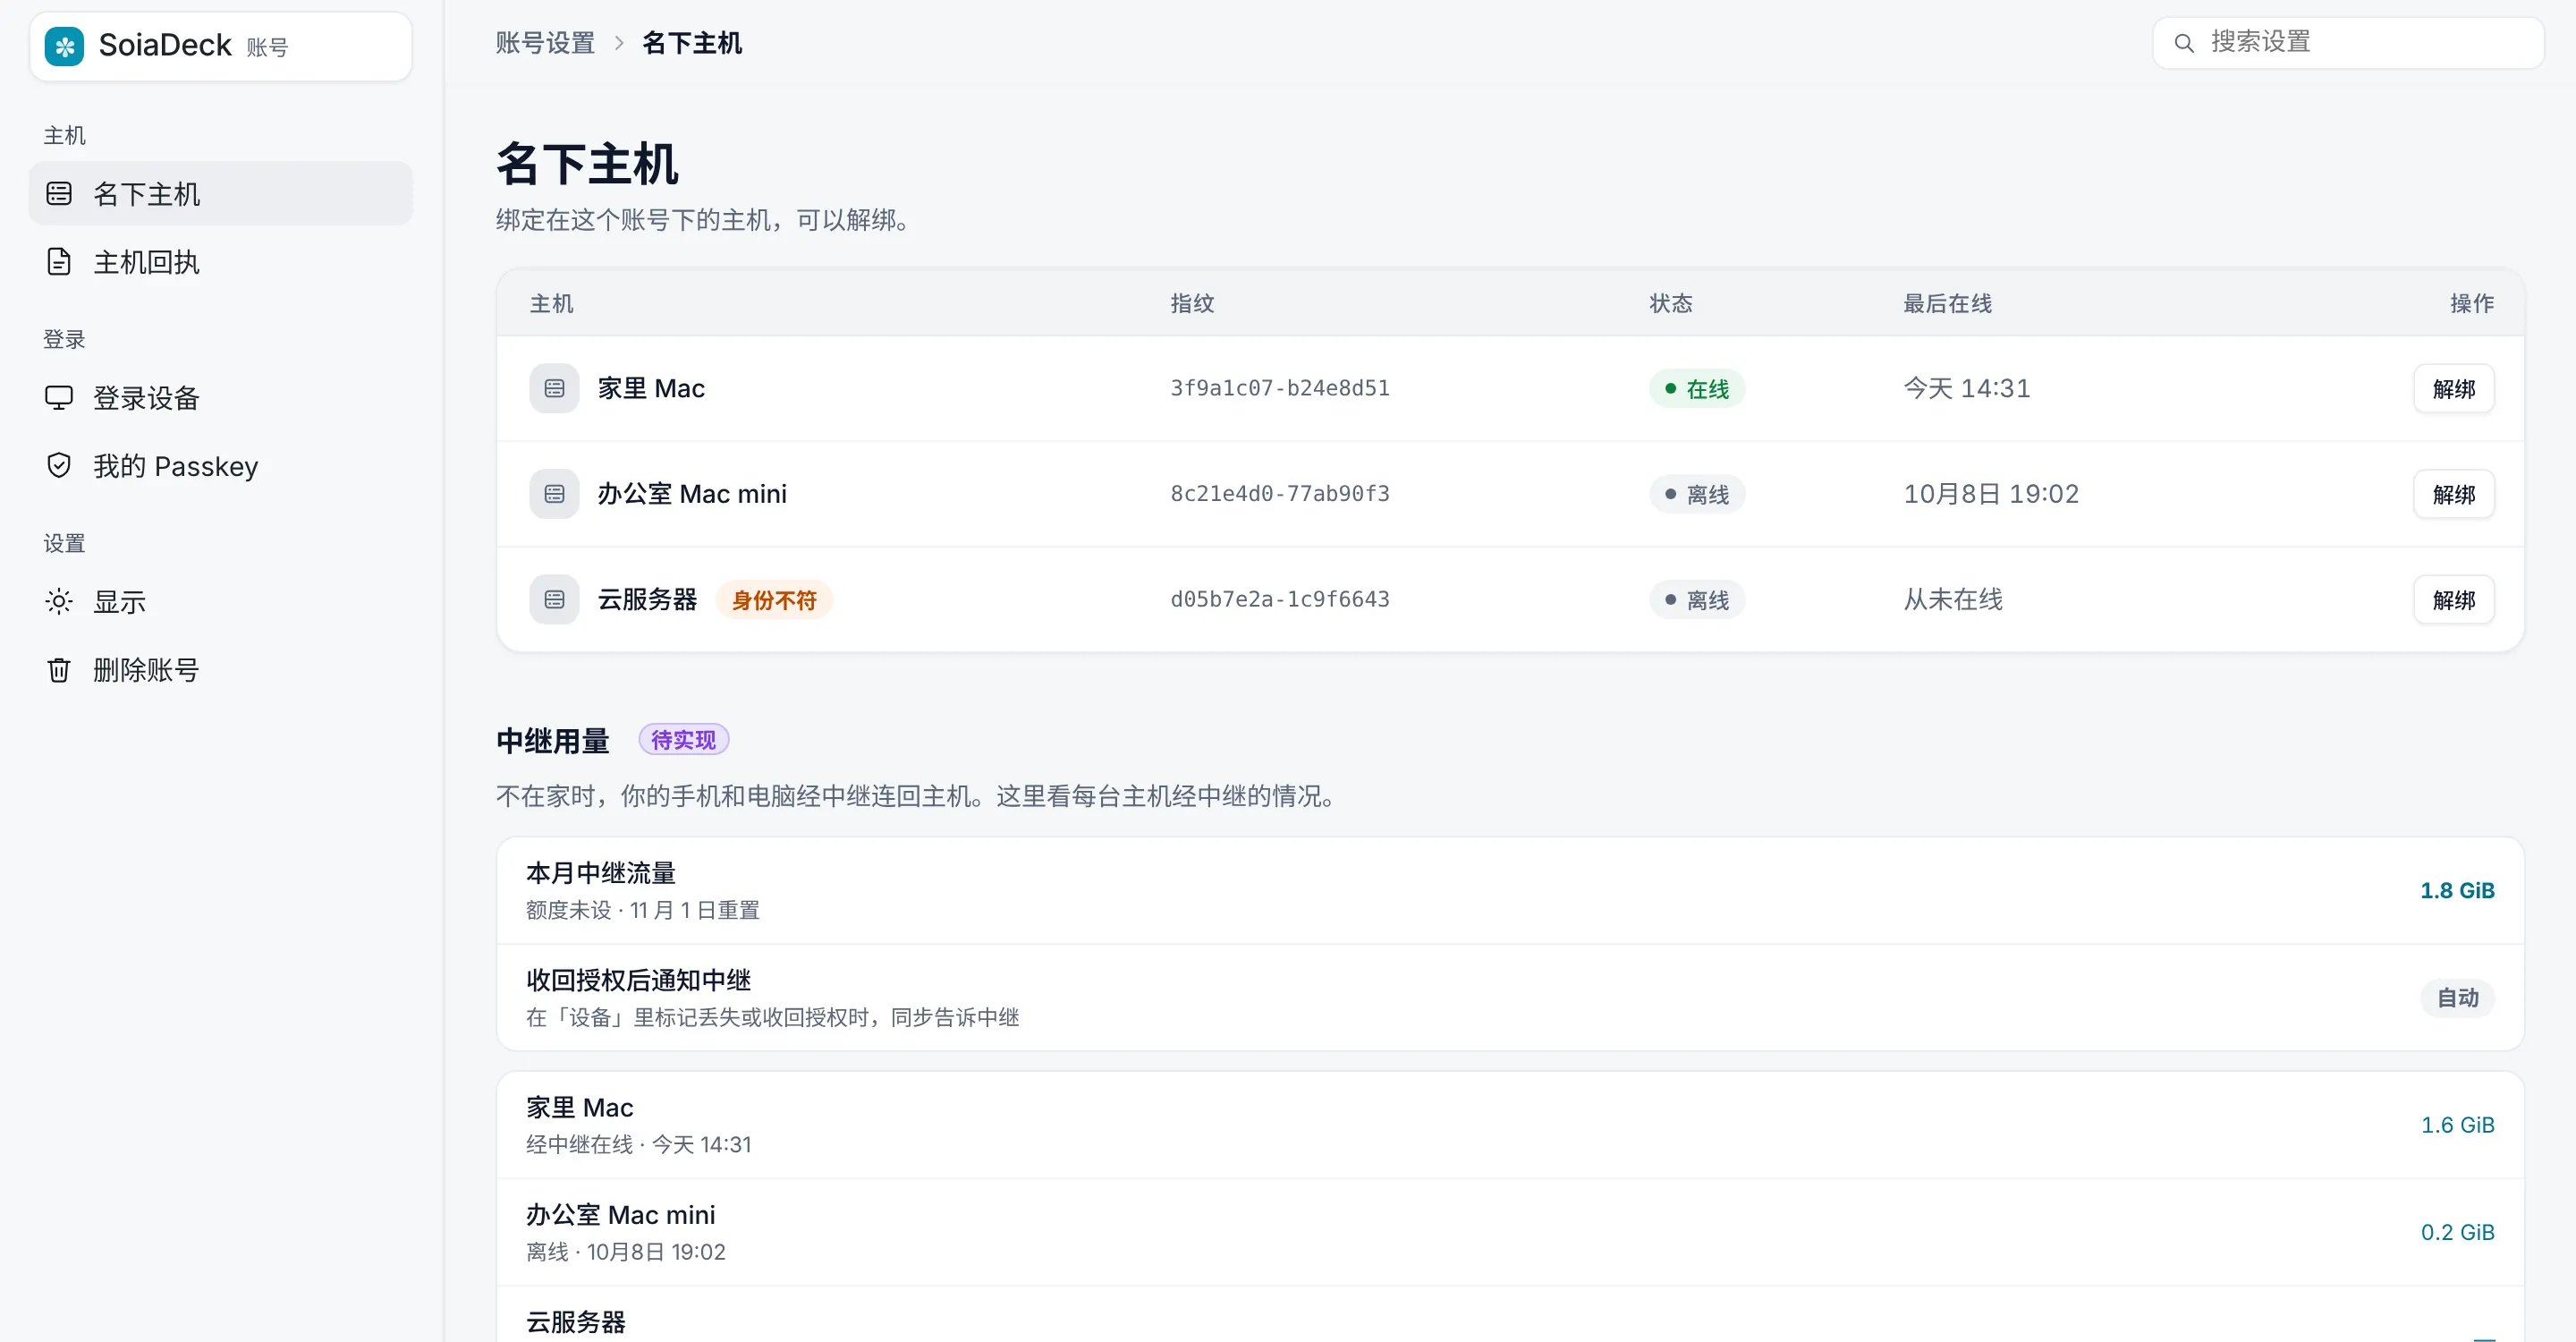 SoiaDeck 账号
账号设置 > 名下主机
搜索设置
主机
名下主机
主机回执
登录
登录设备
我的 Passkey
设置
显示
删除账号
名下主机
绑定在这个账号下的主机，可以解绑。
主机 指纹 状态 最后在线 操作
家里 Mac 3f9a1c07-b24e8d51 在线 今天 14:31 解绑
办公室 Mac mini 8c21e4d0-77ab90f3 离线 10月8日 19:02 解绑
云服务器 身份不符 d05b7e2a-1c9f6643 离线 从未在线 解绑
中继用量 待实现
不在家时，你的手机和电脑经中继连回主机。这里看每台主机经中继的情况。
本月中继流量
额度未设 · 11 月 1 日重置
1.8 GiB
收回授权后通知中继
在「设备」里标记丢失或收回授权时，同步告诉中继
自动
家里 Mac
经中继在线 · 今天 14:31
1.6 GiB
办公室 Mac mini
离线 · 10月8日 19:02
0.2 GiB
云服务器